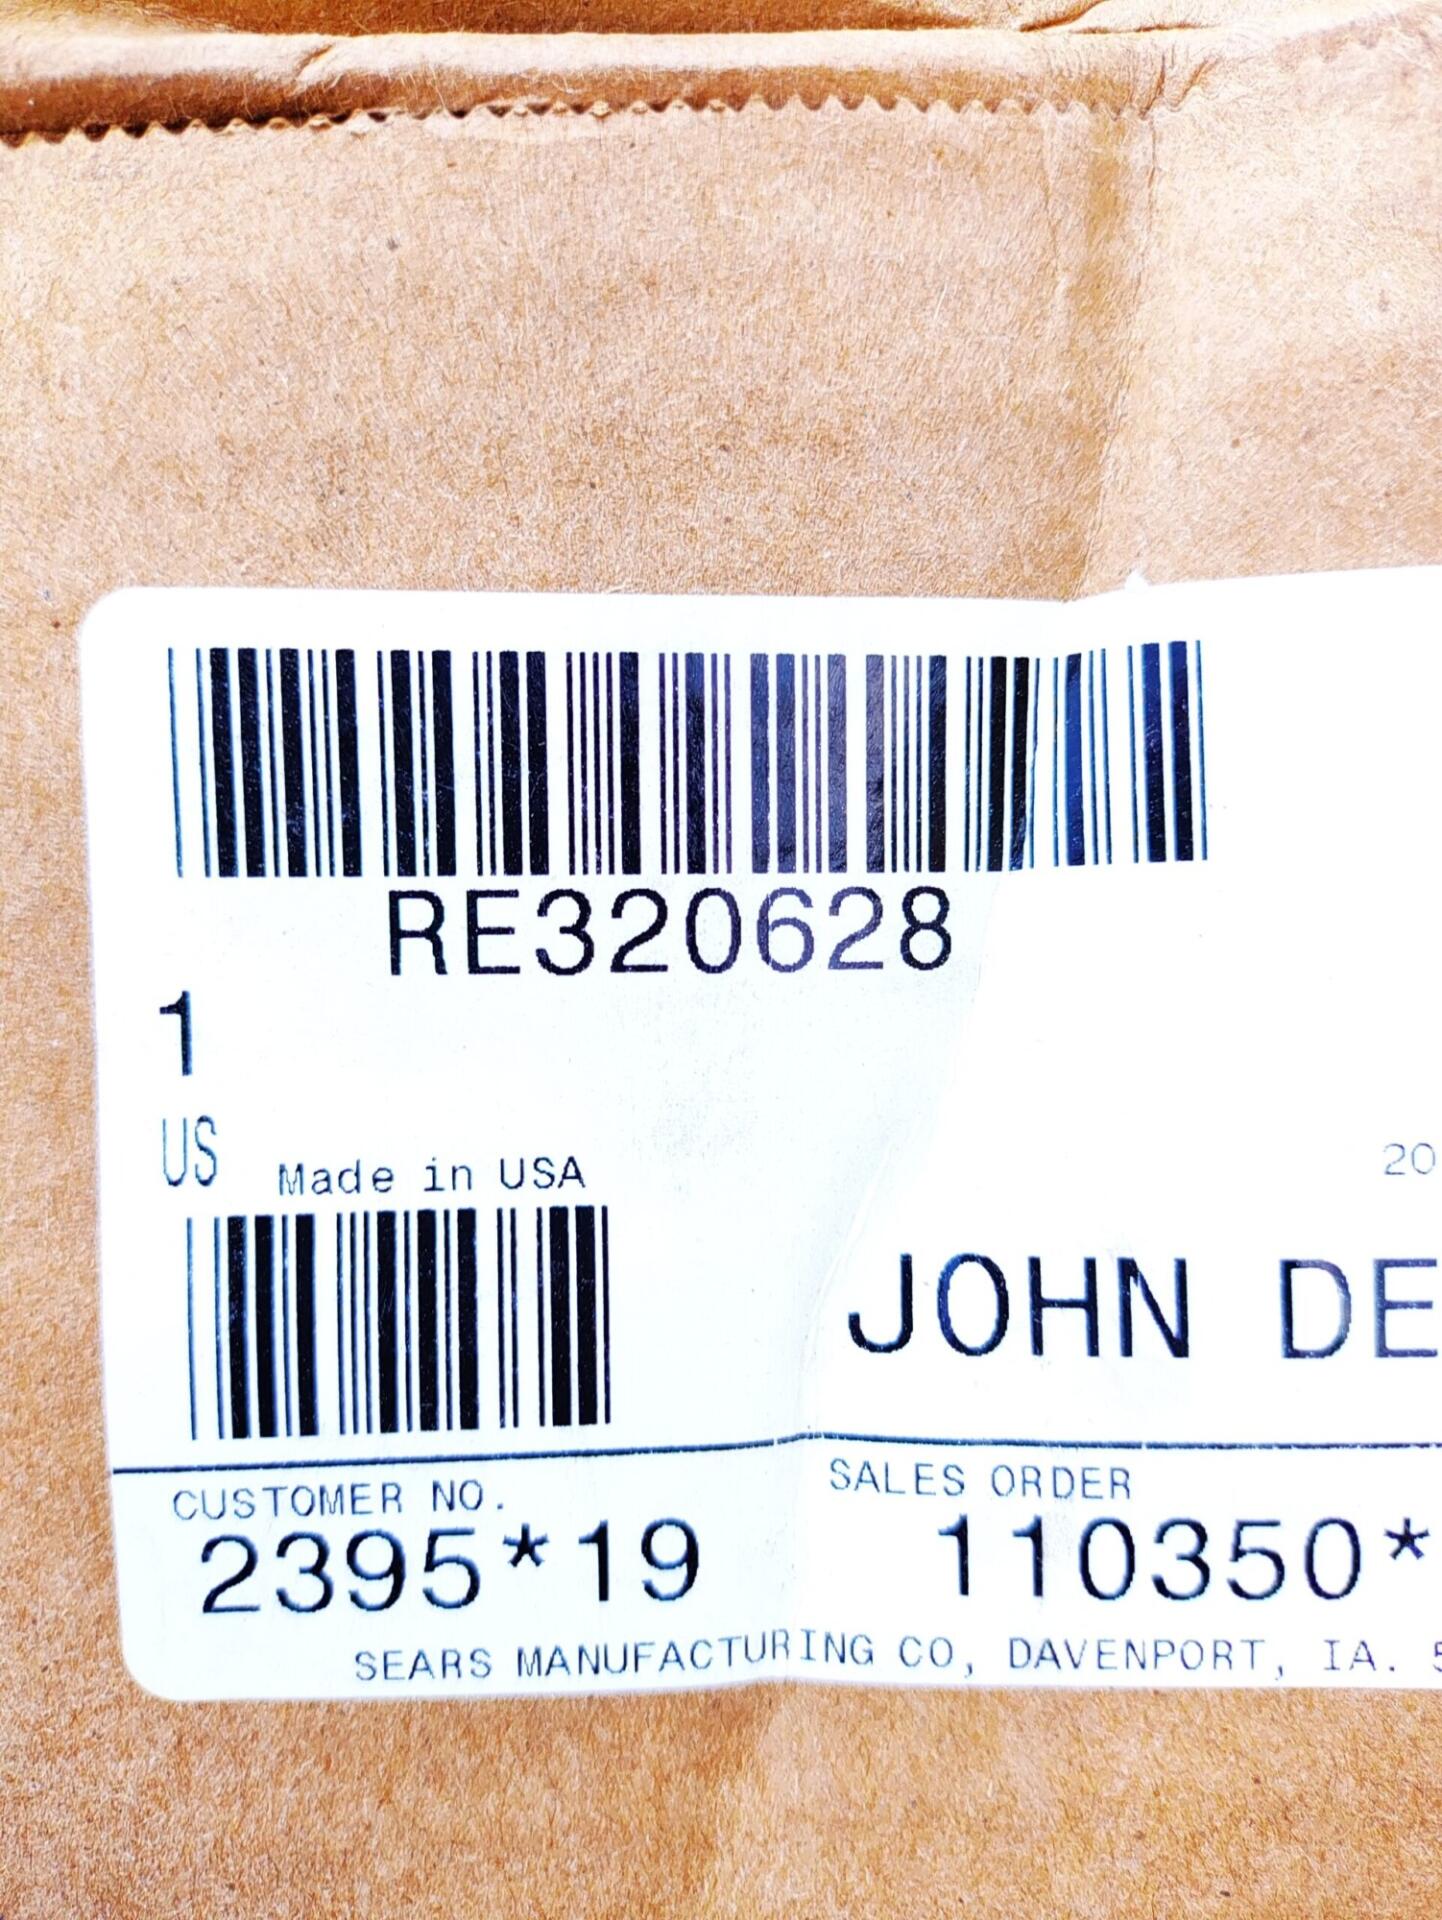 RE320628
1
US
Made in USA
20
JOHN DE
CUSTOMER NO.
2395*19
SALES ORDER
110350*
SEARS MANUFACTURING CO, DAVENPORT, IA. 5